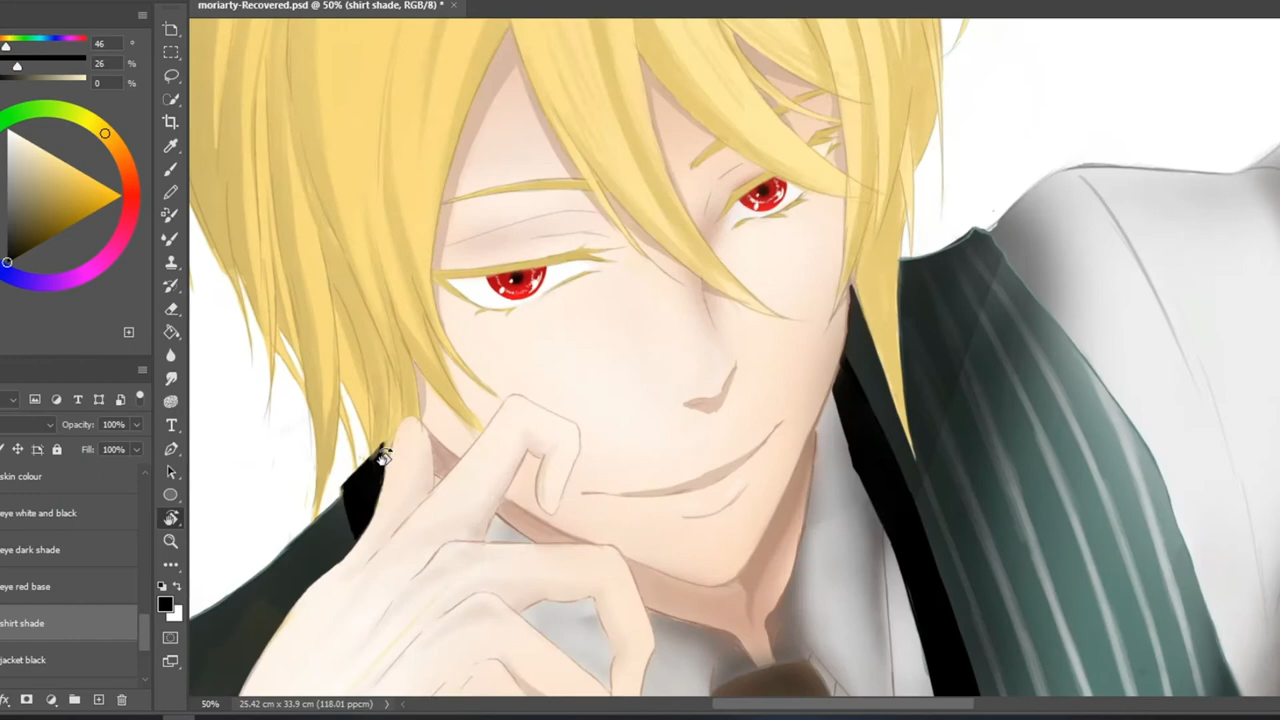 moriarty-Recovered.psd @ 50% (shirt shade, RGB/8) *
46 °
26 %
0 %
Opacity: 100%
Fill: 100%
skin colour
eye white and black
eye dark shade
eye red base
shirt shade
jacket black
fx
50% 25.42 cm x 33.9 cm (118.01 ppcm)